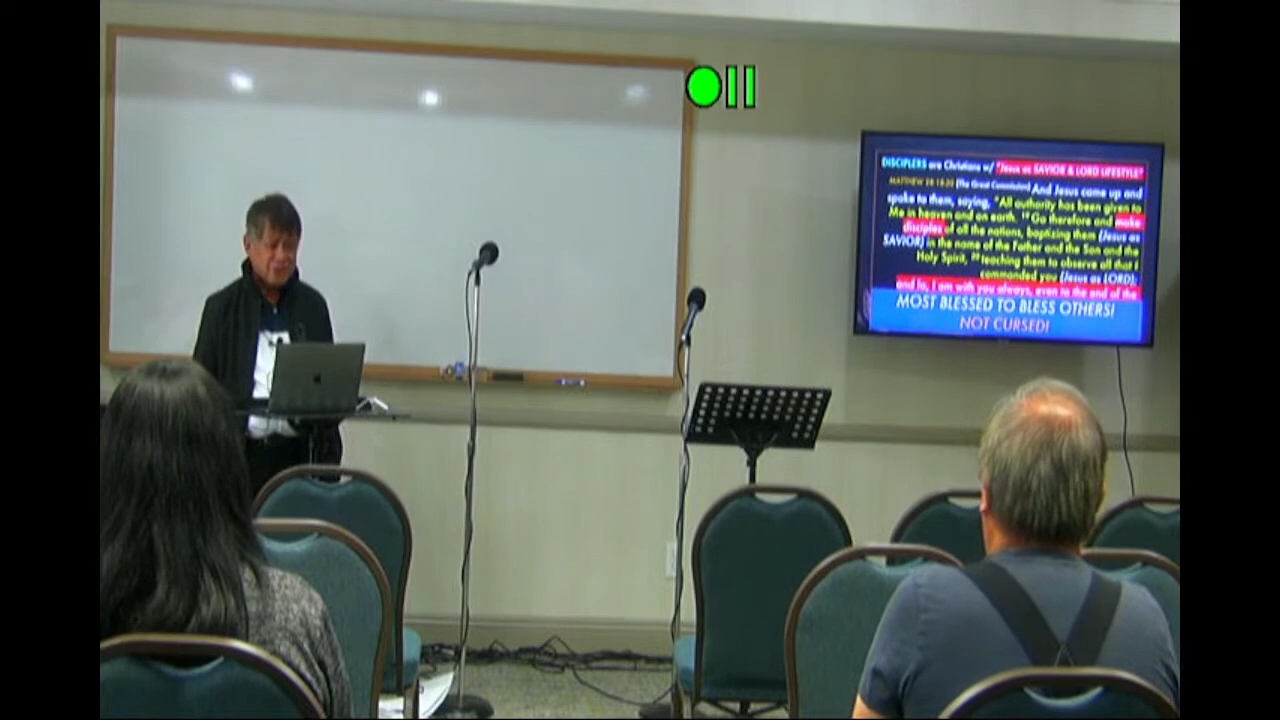 DISCIPLERS are Christians w/ "Jesus as SAVIOR & LORD LIFESTYLE"
MATTHEW 28:18-20 [The Great Commission] And Jesus came up and
spoke to them, saying, "All authority has been given to
Me in heaven and on earth. 19 Go therefore and make
disciples of all the nations, baptizing them (Jesus as
SAVIOR) in the name of the Father and the Son and the
Holy Spirit, 20 teaching them to observe all that I
commanded you (Jesus as LORD);
and lo, I am with you always, even to the end of the
MOST BLESSED TO BLESS OTHERS!
NOT CURSED!